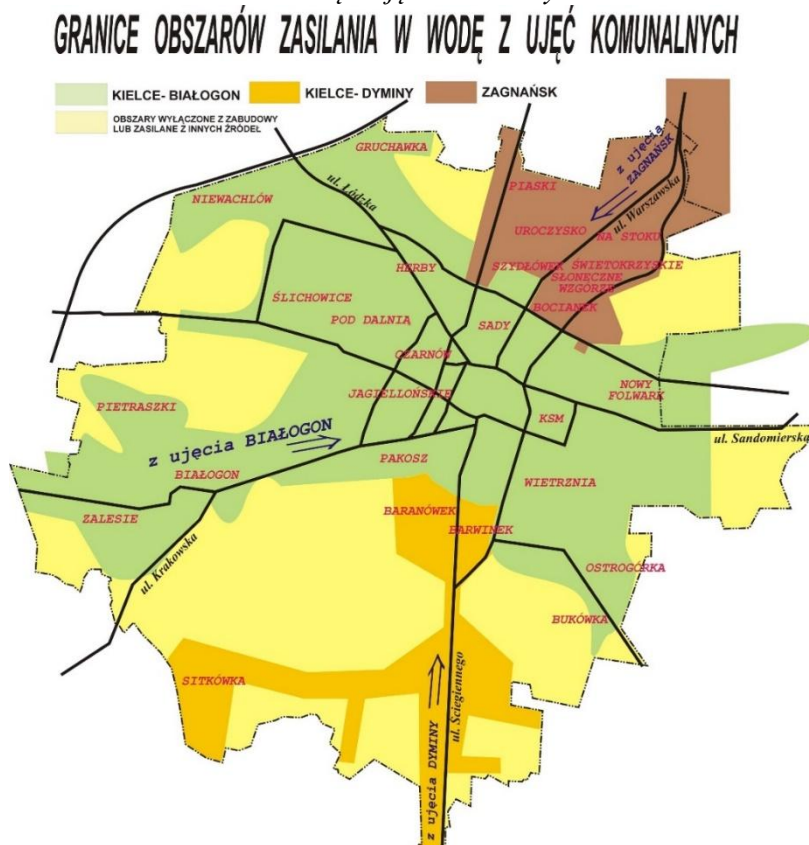 GRANICE OBSZARÓW ZASILANIA W WODĘ Z UJĘĆ KOMUNALNYCH
KIELCE- BIAŁOGON
KIELCE- DYMINY
ZAGNAŃSK
OBSZARY WYŁĄCZONE Z ZABUDOWY
LUB ZASILANE Z INNYCH ŹRÓDEŁ
GRUCHAWKA
z ujęcia
ZAGNAŃSK
PIASKI
NIEWACHLÓW
ul. Łódzka
ul. Warszawska
UROCZYSKO
NA STOKU
HERBY
SZYDŁÓWEK
ŚWIETOKRZYSKIE
SŁONECZNE
WZGÓRZE
ŚLICHOWICE
BOCIANEK
POD DALNIĄ
SADY
CZARNÓW
JAGIELLOŃSKIE
NOWY
FOLWARK
PIETRASZKI
KSM
z ujęcia BIAŁOGON
ul. Sandomierska
PAKOSZ
BIAŁOGON
WIETRZNIA
ZALESIE
BARANÓWEK
BARWINEK
ul. Krakowska
OSTROGÓRKA
BUKÓWKA
SITKÓWKA
ul. Ściegiennego
z ujęcia DYMINY